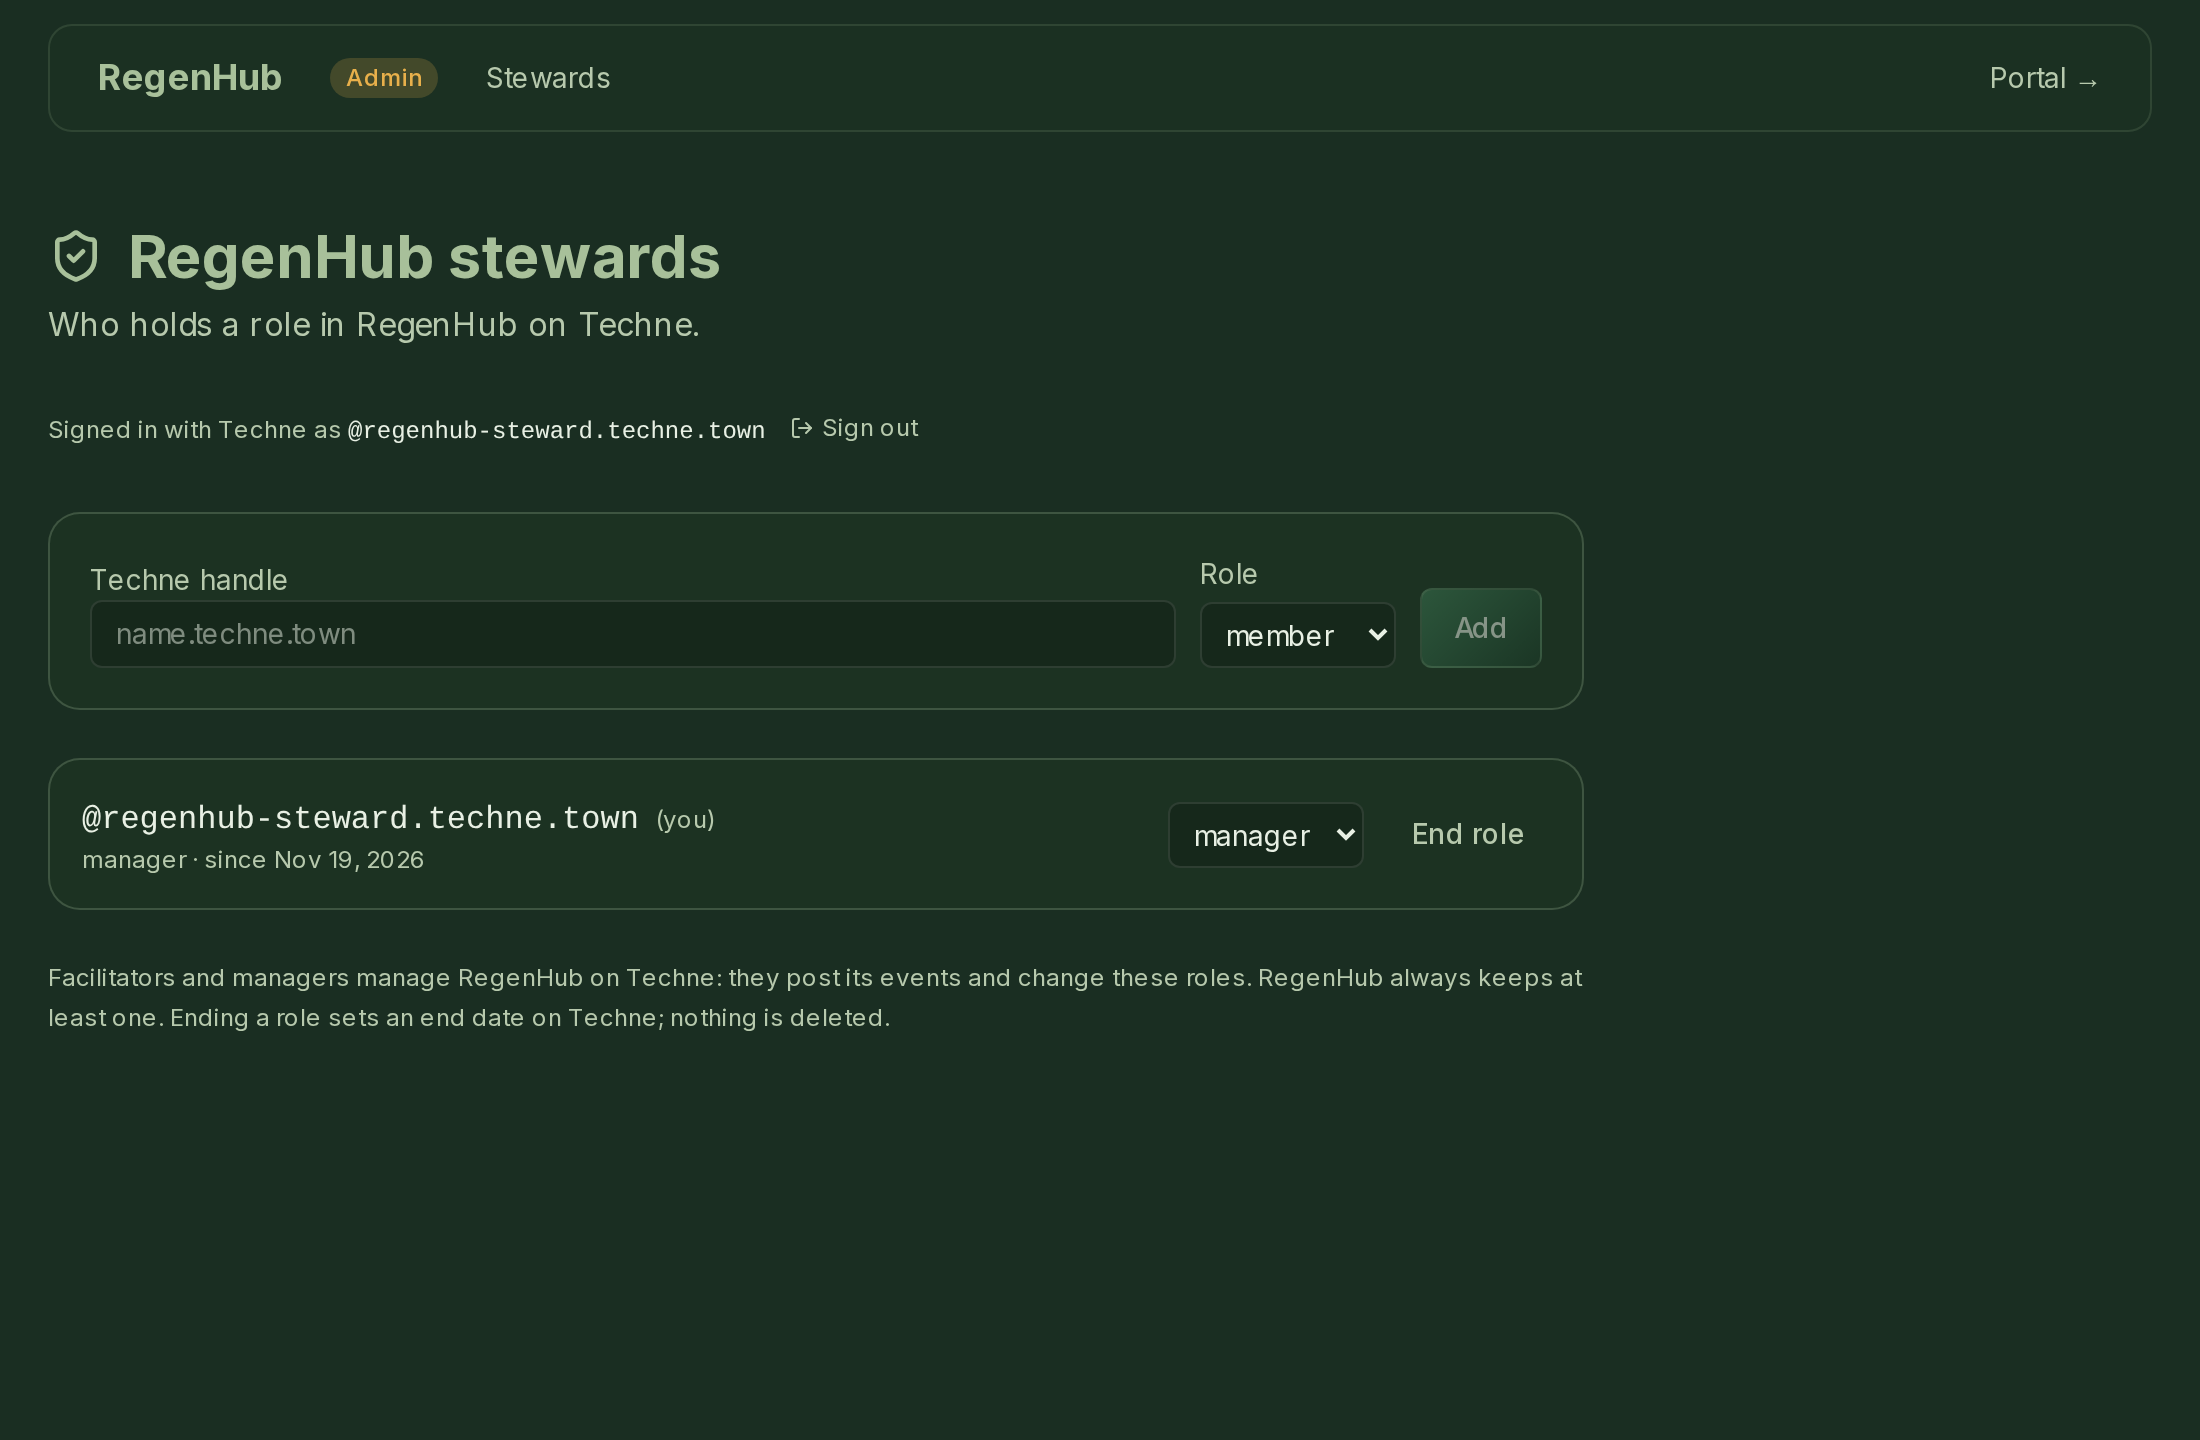 RegenHub Admin Stewards Portal →
RegenHub stewards
Who holds a role in RegenHub on Techne.
Signed in with Techne as @regenhub-steward.techne.town Sign out
Techne handle Role
name.techne.town member Add
@regenhub-steward.techne.town (you) manager End role
manager · since Nov 19, 2026
Facilitators and managers manage RegenHub on Techne: they post its events and change these roles. RegenHub always keeps at
least one. Ending a role sets an end date on Techne; nothing is deleted.